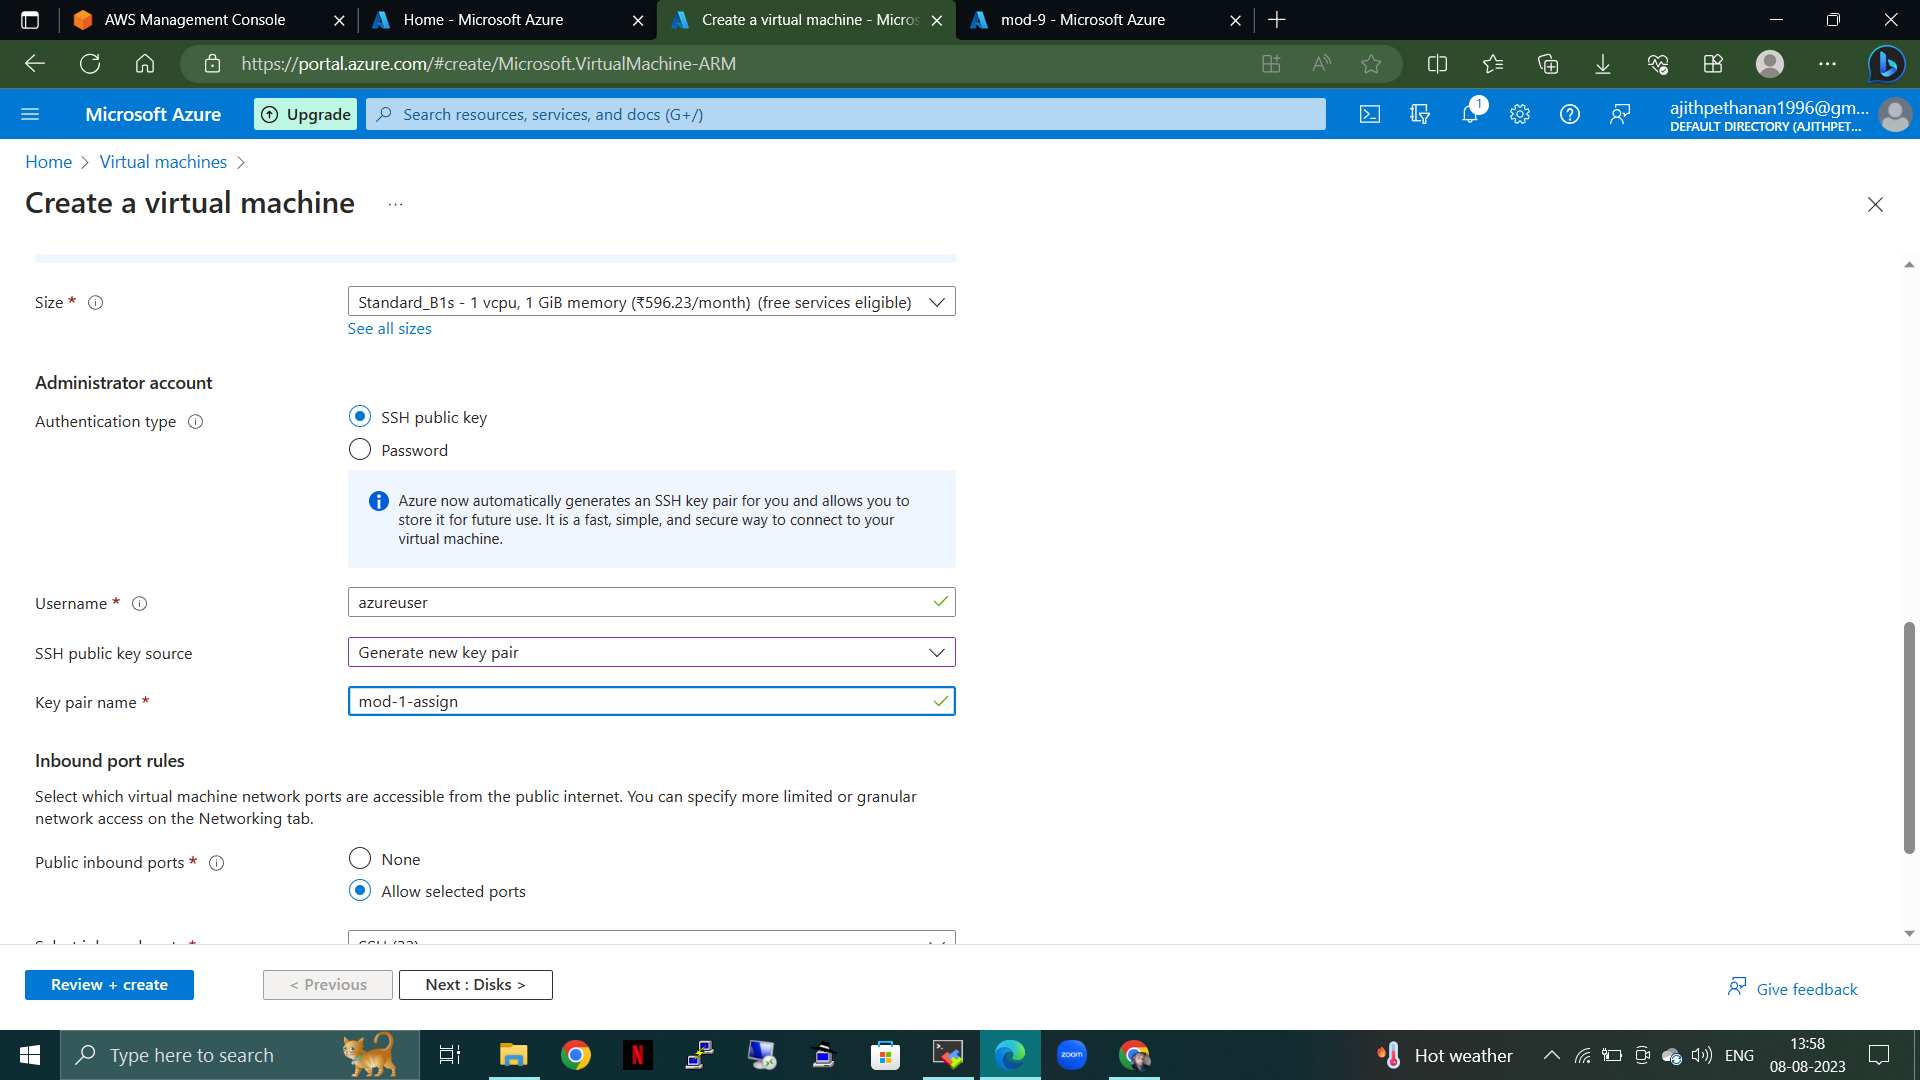 AWS Management Console
Home - Microsoft Azure
Create a virtual machine - Micros
mod-9 - Microsoft Azure
https://portal.azure.com/#create/Microsoft.VirtualMachine-ARM
Microsoft Azure
Upgrade
Search resources, services, and docs (G+/)
1
ajithpethanan1996@gm...
DEFAULT DIRECTORY (AJITHPET...
Home > Virtual machines >
Create a virtual machine ...
Size *
Standard_B1s - 1 vcpu, 1 GiB memory (₹596.23/month) (free services eligible)
See all sizes
Administrator account
Authentication type
SSH public key
Password
Azure now automatically generates an SSH key pair for you and allows you to
store it for future use. It is a fast, simple, and secure way to connect to your
virtual machine.
Username *
azureuser
SSH public key source
Generate new key pair
Key pair name *
mod-1-assign
Inbound port rules
Select which virtual machine network ports are accessible from the public internet. You can specify more limited or granular
network access on the Networking tab.
Public inbound ports *
None
Allow selected ports
Review + create
< Previous
Next : Disks >
Give feedback
Type here to search
N
zoom
Hot weather
ENG
13:58
08-08-2023